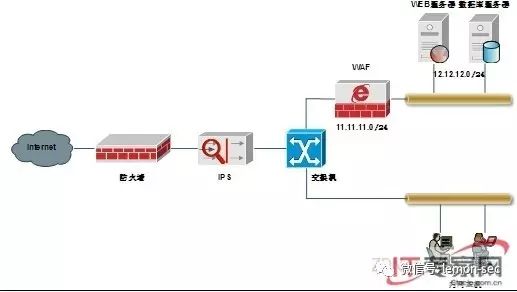 WEB服务器 数据库服务器
WAF
12.12.12.0 /24
11.11.11.0 /24
Internet
防火墙
IPS
交换机
IT专家网
微信号: lemon-sec